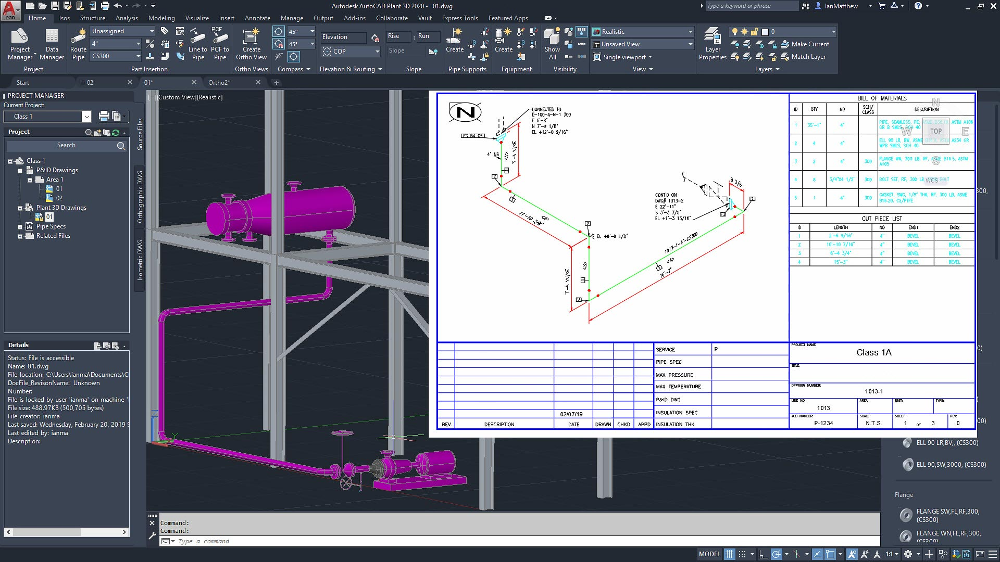 Autodesk AutoCAD Plant 3D 2020 - 01.dwg
Type a keyword or phrase
IanMatthew
P3D
Home Isos Structure Analysis Modeling Visualize Insert Annotate Manage Output Add-ins Collaborate Vault Express Tools Featured Apps
Project Manager
Data Manager
Project
Route Pipe
Unassigned
4"
CS300
Line to Pipe
PCF
PCF to Pipe
Part Insertion
Create Ortho View
Ortho Views
45°
45°
Compass
Elevation
COP
Elevation & Routing
Rise : Run
Slope
Slope
Create
Pipe Supports
Create
Equipment
Show All
Visibility
Realistic
Unsaved View
Single viewport
View
Layer Properties
0
Make Current
Match Layer
Layers
Start
02
01*
Ortho2*
PROJECT MANAGER
Current Project:
Class 1
Project
Search
Class 1
P&ID Drawings
Area 1
01
02
Plant 3D Drawings
01
Pipe Specs
Related Files
Source Files
Orthographic DWG
Isometric DWG
Details
Status: File is accessible
Name: 01.dwg
File location: C:\Users\ianma\Documents\C
DocFile_RevisonName: Unknown
Number:
File is locked by user 'ianma' on machine '
File size: 488.97KB (500,705 bytes)
File creator: ianma
Last saved: Wednesday, February 20, 2019 9
Last edited by: ianma
Description:
[−][Custom View][Realistic]
N
CONNECTED TO
E-100-A-N-1 300
E 6'-8"
N 7'-9 1/8"
EL +12'-0 9/16"
F3 B4 G5
4" NS
<1>
2
11'-10 3/8"
<2>
2
EL +8'-8 1/2"
<3>
2
1013-1-4"-CS300
<4>
16'-3"
CONT'D ON
DWG# 1013-2
E 22'-11"
S 3'-3 7/8"
EL +1'-3 13/16"
9 3/8"
2
BILL OF MATERIALS
ID QTY ND SCH/CLASS DESCRIPTION
1 35'-1" 4" PIPE, SEAMLESS, PE, ASME B36.10, ASTM A106 GR B SMLS, SCH 40
2 4 4" ELL 90 LR, BW, ASME B16.9, ASTM A234 GR WPB SMLS, SCH 40
3 2 4" 300 FLANGE WN, 300 LB, RF, ASME B16.5, ASTM A105
4 8 3/4"X4 1/2" 300 BOLT SET, RF, 300 LB, BOLT
5 1 4" 300 GASKET, SWG, 1/8" THK, RF, 300 LB, ASME B16.20, CS/PTFE
N
W TOP E
S
WCS
CUT PIECE LIST
ID LENGTH ND END1 END2
1 2'-6 9/16" 4" BEVEL BEVEL
2 10'-10 7/16" 4" BEVEL BEVEL
3 6'-4 3/4" 4" BEVEL BEVEL
4 15'-3" 4" BEVEL BEVEL
SERVICE P
PIPE SPEC
MAX PRESSURE
MAX TEMPERATURE
P&ID DWG
INSULATION SPEC
INSULATION THK
02/07/19
REV. DESCRIPTION DATE DRAWN CHKD APPD
PROJECT NAME:
Class 1A
TITLE:
DRAWING NUMBER:
1013-1
LINE NO: AREA: UNIT: TYPE:
1013
JOB NUMBER: SCALE: SHEET: REV:
P-1234 N.T.S. 1 OF 3 0
300,
0)
)
00)
ELL 90 LR,BV,, (CS300)
ELL 90,SW,3000, (CS300)
Flange
FLANGE SW,FL,RF,300,
(CS300)
FLANGE WN,FL,RF,300,
(CS300)
Z
Y
Command:
Command:
Type a command
MODEL
1:1